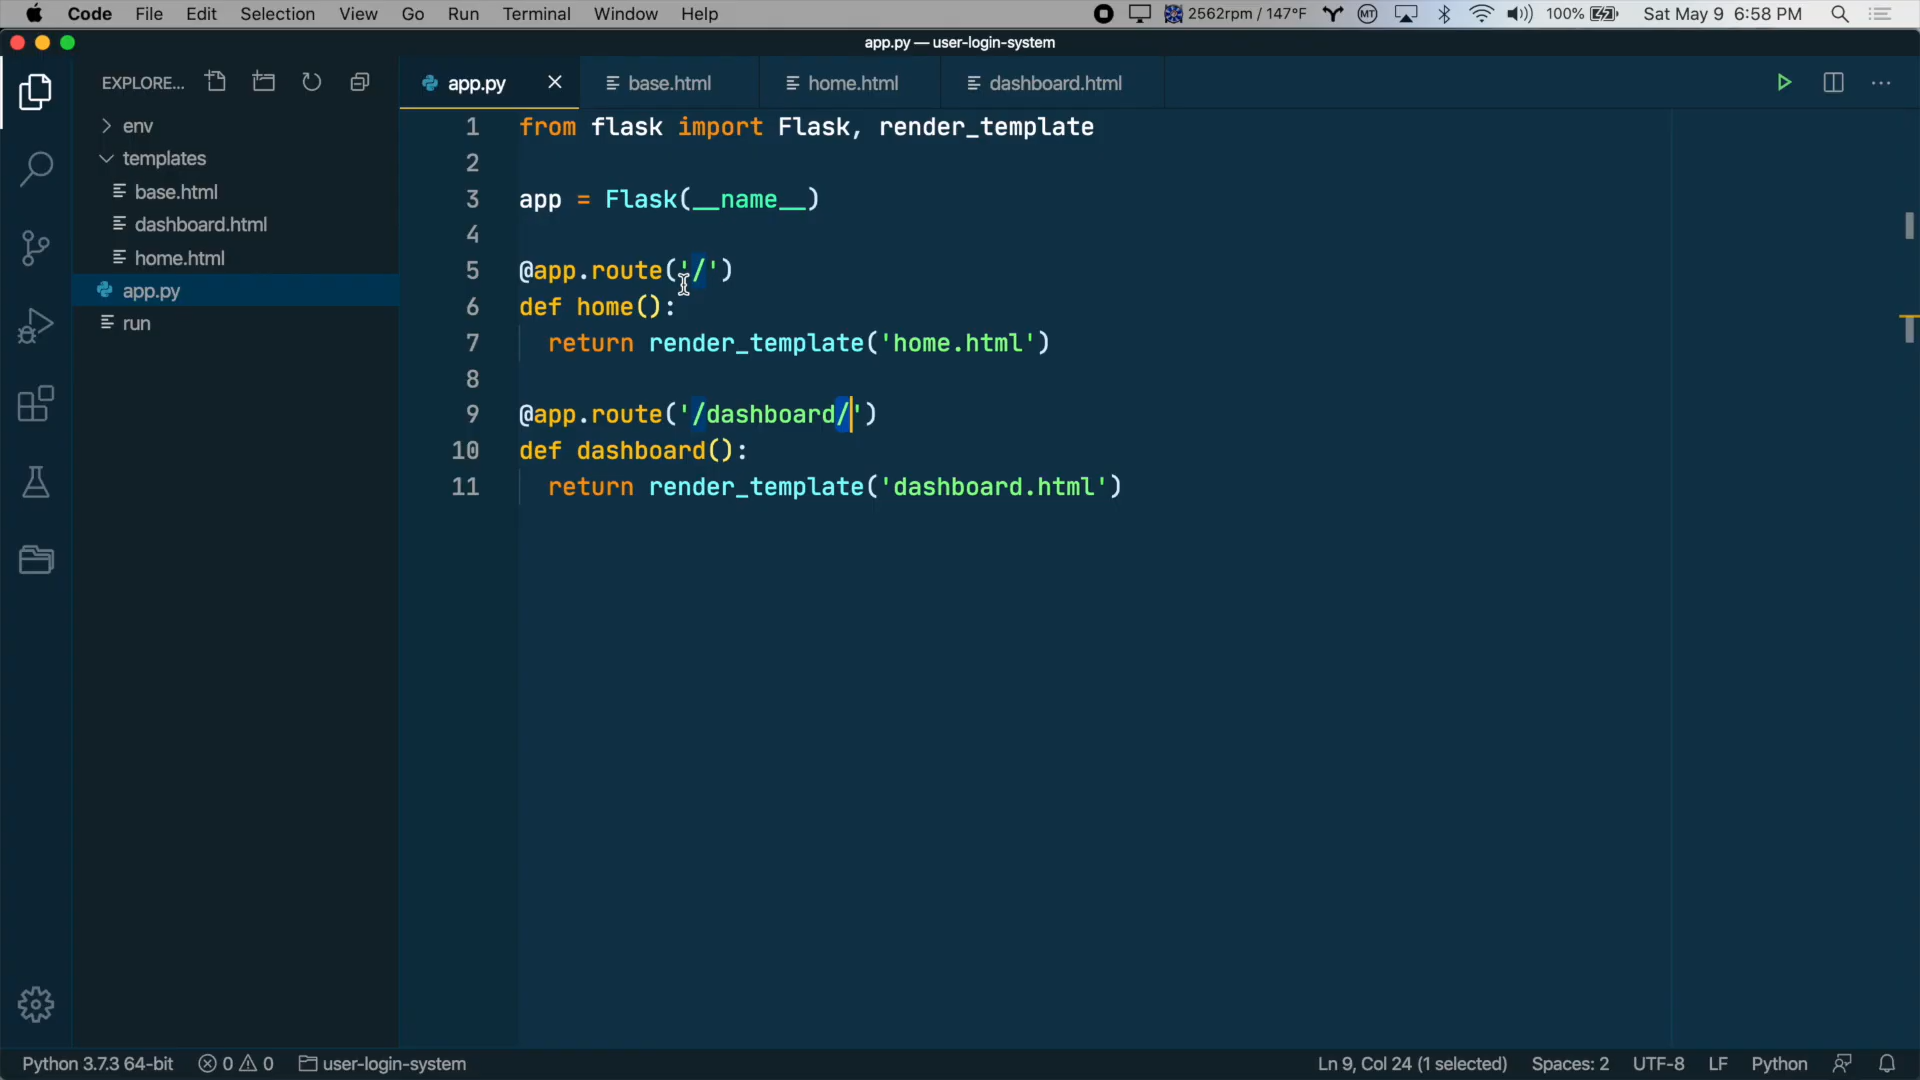 Code File Edit Selection View Go Run Terminal Window Help 2562rpm / 147°F MT 100% Sat May 9 6:58 PM
app.py — user-login-system
EXPLORE...
app.py
base.html
home.html
dashboard.html
env
templates
base.html
dashboard.html
home.html
app.py
run
1 from flask import Flask, render_template
2
3 app = Flask(__name__)
4
5 @app.route('/')
6 def home():
7 return render_template('home.html')
8
9 @app.route('/dashboard/')
10 def dashboard():
11 return render_template('dashboard.html')
Python 3.7.3 64-bit 0 0 user-login-system Ln 9, Col 24 (1 selected) Spaces: 2 UTF-8 LF Python